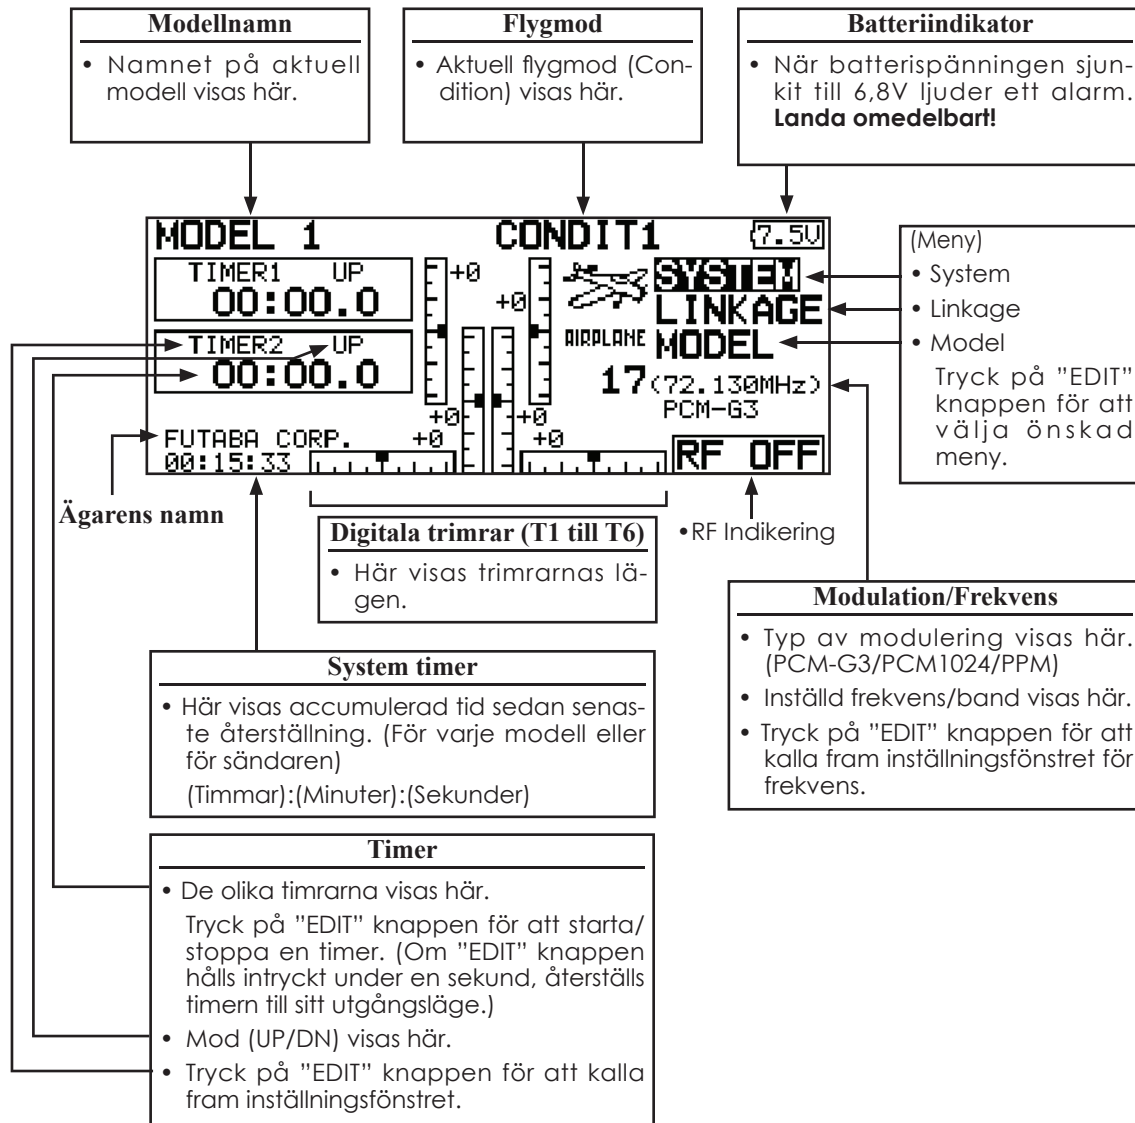 Modellnamn
• Namnet på aktuell
modell visas här.
Flygmod
• Aktuell flygmod (Con-
dition) visas här.
Batteriindikator
• När batterispänningen sjun-
kit till 6,8V ljuder ett alarm.
Landa omedelbart!
MODEL 1
CONDIT1
7.5V
TIMER1 UP
00:00.0
TIMER2 UP
00:00.0
+0
+0
AIRPLANE
SYSTEM
LINKAGE
MODEL
17(72.130MHz)
PCM-G3
+0
+0
+0
+0
FUTABA CORP.
00:15:33
RF OFF
(Meny)
• System
• Linkage
• Model
Tryck på ”EDIT”
knappen för att
välja önskad
meny.
Ägarens namn
Digitala trimrar (T1 till T6)
• Här visas trimrarnas lä-
gen.
•RF Indikering
Modulation/Frekvens
• Typ av modulering visas här.
(PCM-G3/PCM1024/PPM)
• Inställd frekvens/band visas här.
• Tryck på ”EDIT” knappen för att
kalla fram inställningsfönstret för
frekvens.
System timer
• Här visas accumulerad tid sedan senas-
te återställning. (För varje modell eller
för sändaren)
(Timmar):(Minuter):(Sekunder)
Timer
• De olika timrarna visas här.
Tryck på ”EDIT” knappen för att starta/
stoppa en timer. (Om ”EDIT” knappen
hålls intryckt under en sekund, återställs
timern till sitt utgångsläge.)
• Mod (UP/DN) visas här.
• Tryck på ”EDIT” knappen för att kalla
fram inställningsfönstret.